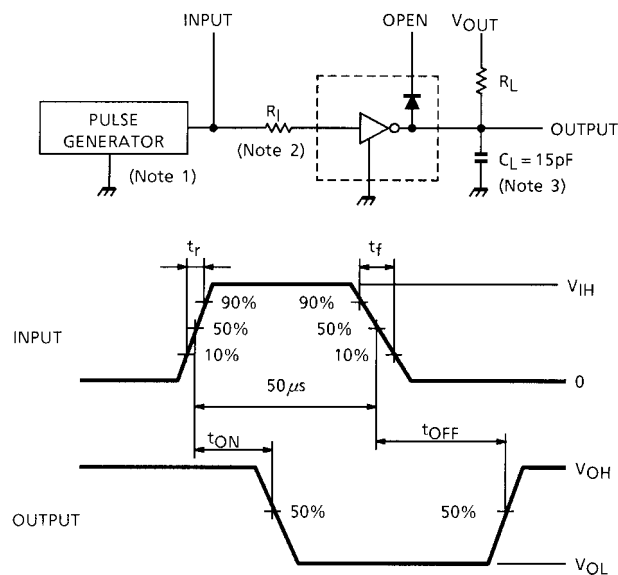 INPUT
OPEN
VOUT
RL
PULSE
GENERATOR
(Note 1)
RI
(Note 2)
OUTPUT
CL = 15pF
(Note 3)
tr
tf
VIH
90%
90%
INPUT
50%
50%
10%
10%
50μs
0
tON
tOFF
VOH
OUTPUT
50%
50%
VOL